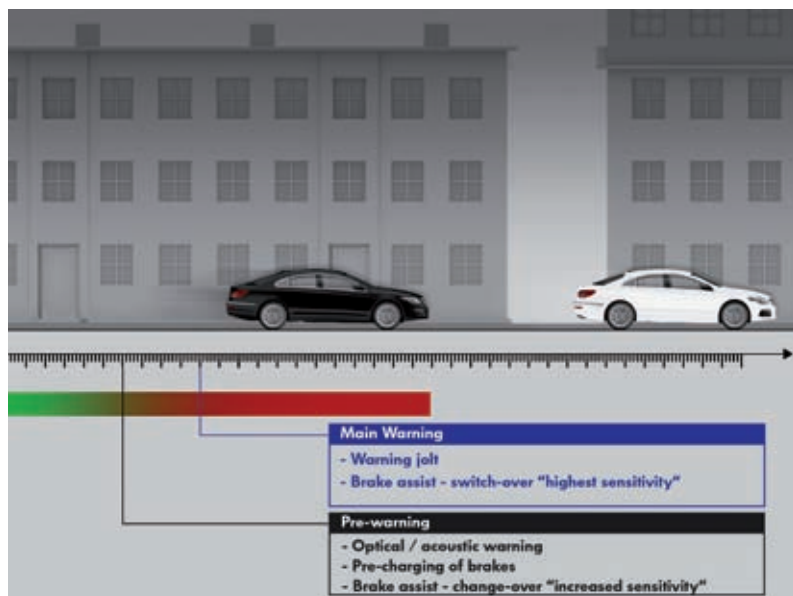 Main Warning
- Warning jolt
- Brake assist - switch-over “highest sensitivity”
Pre-warning
- Optical / acoustic warning
- Pre-charging of brakes
- Brake assist - change-over “increased sensitivity”